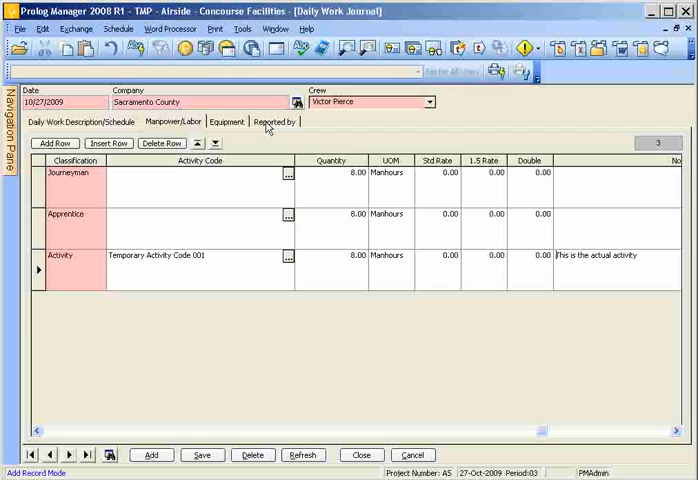 Prolog Manager 2008 R1 - TMP - Airside - Concourse Facilities - [Daily Work Journal]
File Edit Exchange Schedule Word Processor Print Tools Window Help
Date Company Crew
10/27/2009 Sacramento County Victor Pierce
Navigation Pane
Daily Work Description/Schedule Manpower/Labor Equipment Reported by
Add Row Insert Row Delete Row 3
Classification Activity Code Quantity UOM Std Rate 1.5 Rate Double No
Journeyman ... 8.00 Manhours 0.00 0.00 0.00
Apprentice ... 8.00 Manhours 0.00 0.00 0.00
Activity Temporary Activity Code 001 ... 8.00 Manhours 0.00 0.00 0.00 This is the actual activity
Add Save Delete Refresh Close Cancel
Add Record Mode Project Number: A5 27-Oct-2009 Period:03 PMAdmin